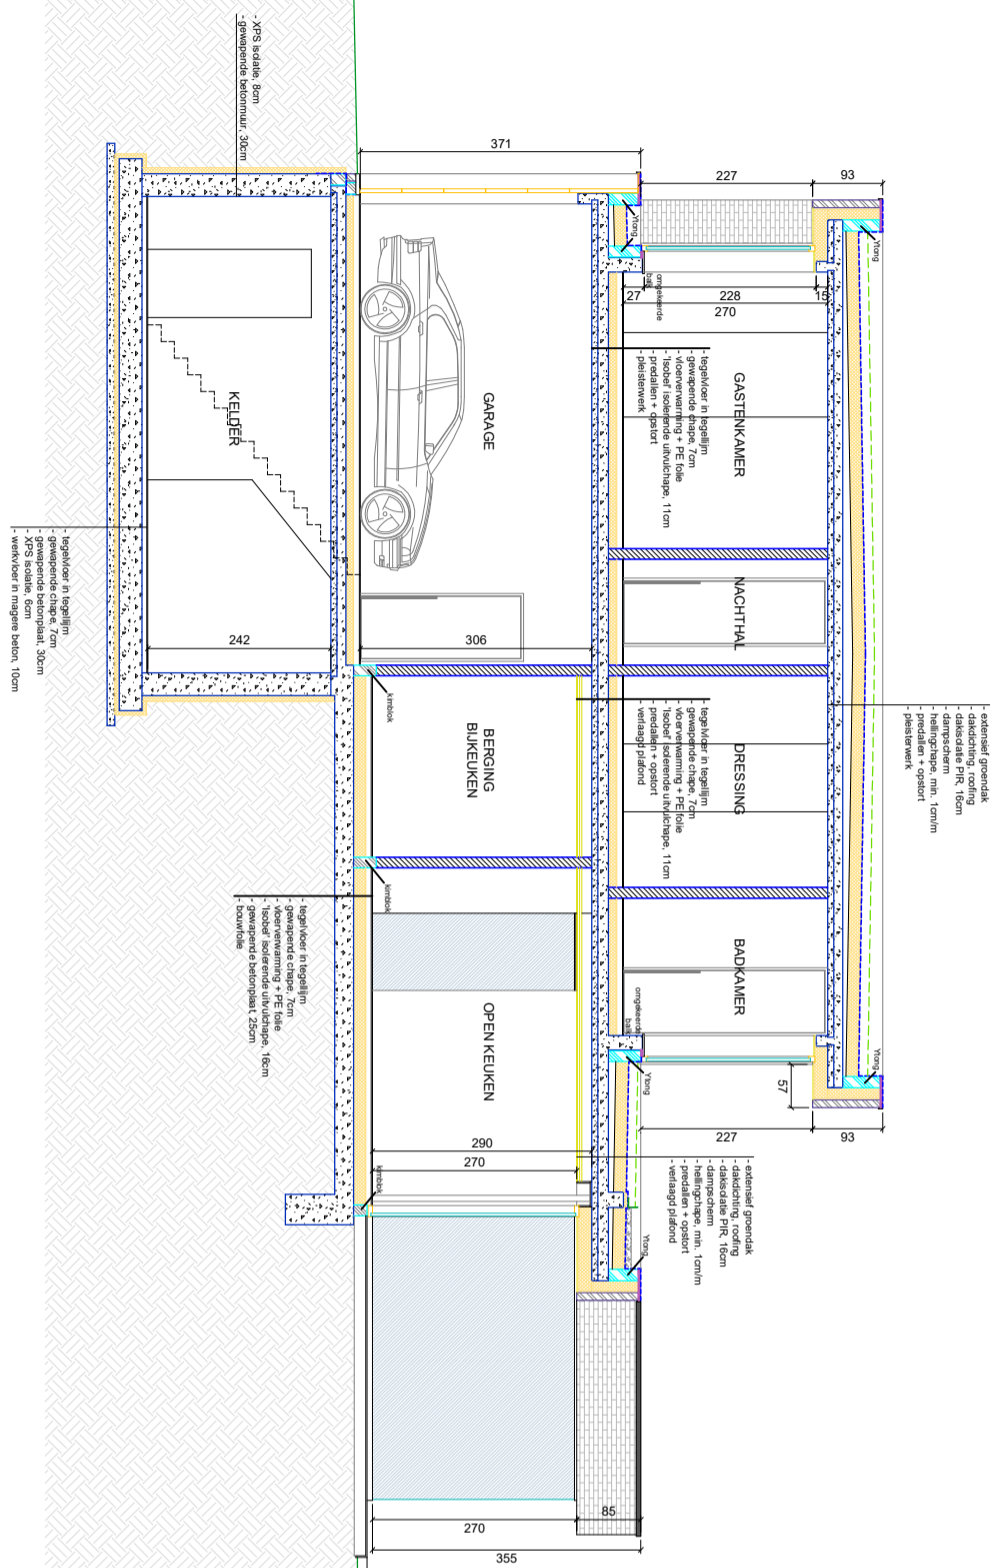 - extensief groendak
- dakdichting, roofing
- dakisolatie PIR, 16cm
- dampscherm
- hellingchape, min. 1cm/m
- predallen + opstort
- pleisterwerk
93
227
371
Ytong
Ytong
15
228
27
270
omgekeerde
balk
GASTENKAMER
NACHTHAL
DRESSING
BADKAMER
omgekeerde
balk
Ytong
57
93
227
- tegelvloer in tegellijm
- gewapende chape, 7cm
- vloerverwarming + PE folie
- 'Isobel' isolerende uitvulchape, 11cm
- predallen + opstort
- pleisterwerk
- tegelvloer in tegellijm
- gewapende chape, 7cm
- vloerverwarming + PE folie
- 'Isobel' isolerende uitvulchape, 11cm
- predallen + opstort
- verlaagd plafond
- extensief groendak
- dakdichting, roofing
- dakisolatie PIR, 16cm
- dampscherm
- hellingchape, min. 1cm/m
- predallen + opstort
- verlaagd plafond
Ytong
Ytong
GARAGE
306
BERGING
BIJKEUKEN
OPEN KEUKEN
290
270
85
270
355
kimblok
kimblok
kimblok
- XPS isolatie, 8cm
- gewapende betonmuur, 30cm
KELDER
242
- tegelvloer in tegellijm
- gewapende chape, 7cm
- vloerverwarming + PE folie
- 'Isobel' isolerende uitvulchape, 16cm
- gewapende betonplaat, 25cm
- bouwfolie
- tegelvloer in tegellijm
- gewapende chape, 7cm
- gewapende betonplaat, 30cm
- XPS isolatie, 6cm
- werkvloer in magere beton, 10cm